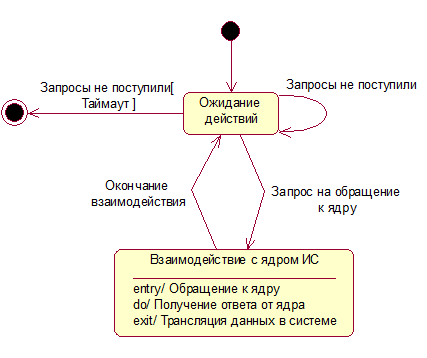 Запросы не поступили[
Таймаут ]
Запросы не поступили
Ожидание
действий
Окончание
взаимодействия
Запрос на обращение
к ядру
Взаимодействие с ядром ИС
entry/ Обращение к ядру
do/ Получение ответа от ядра
exit/ Трансляция данных в системе